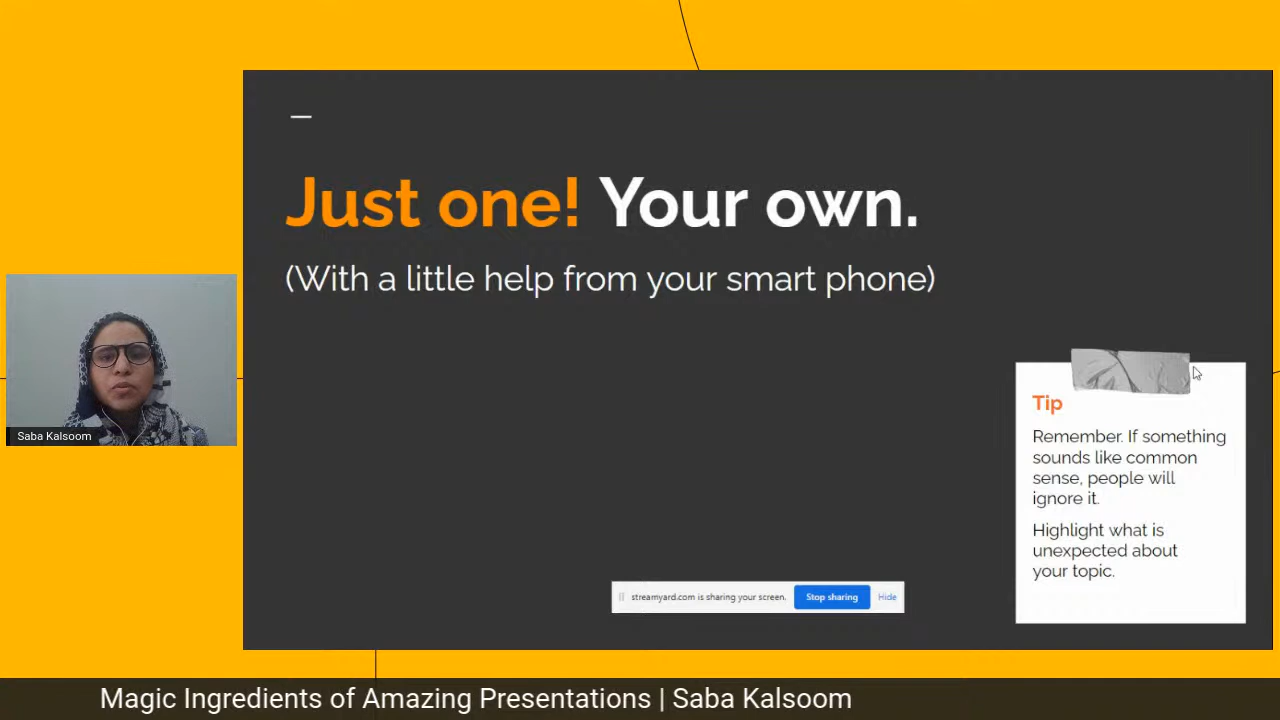 Just one! Your own.
(With a little help from your smart phone)
Saba Kalsoom
Tip
Remember. If something
sounds like common
sense, people will
ignore it.
Highlight what is
unexpected about
your topic.
streamyard.com is sharing your screen.
Stop sharing
Hide
Magic Ingredients of Amazing Presentations | Saba Kalsoom